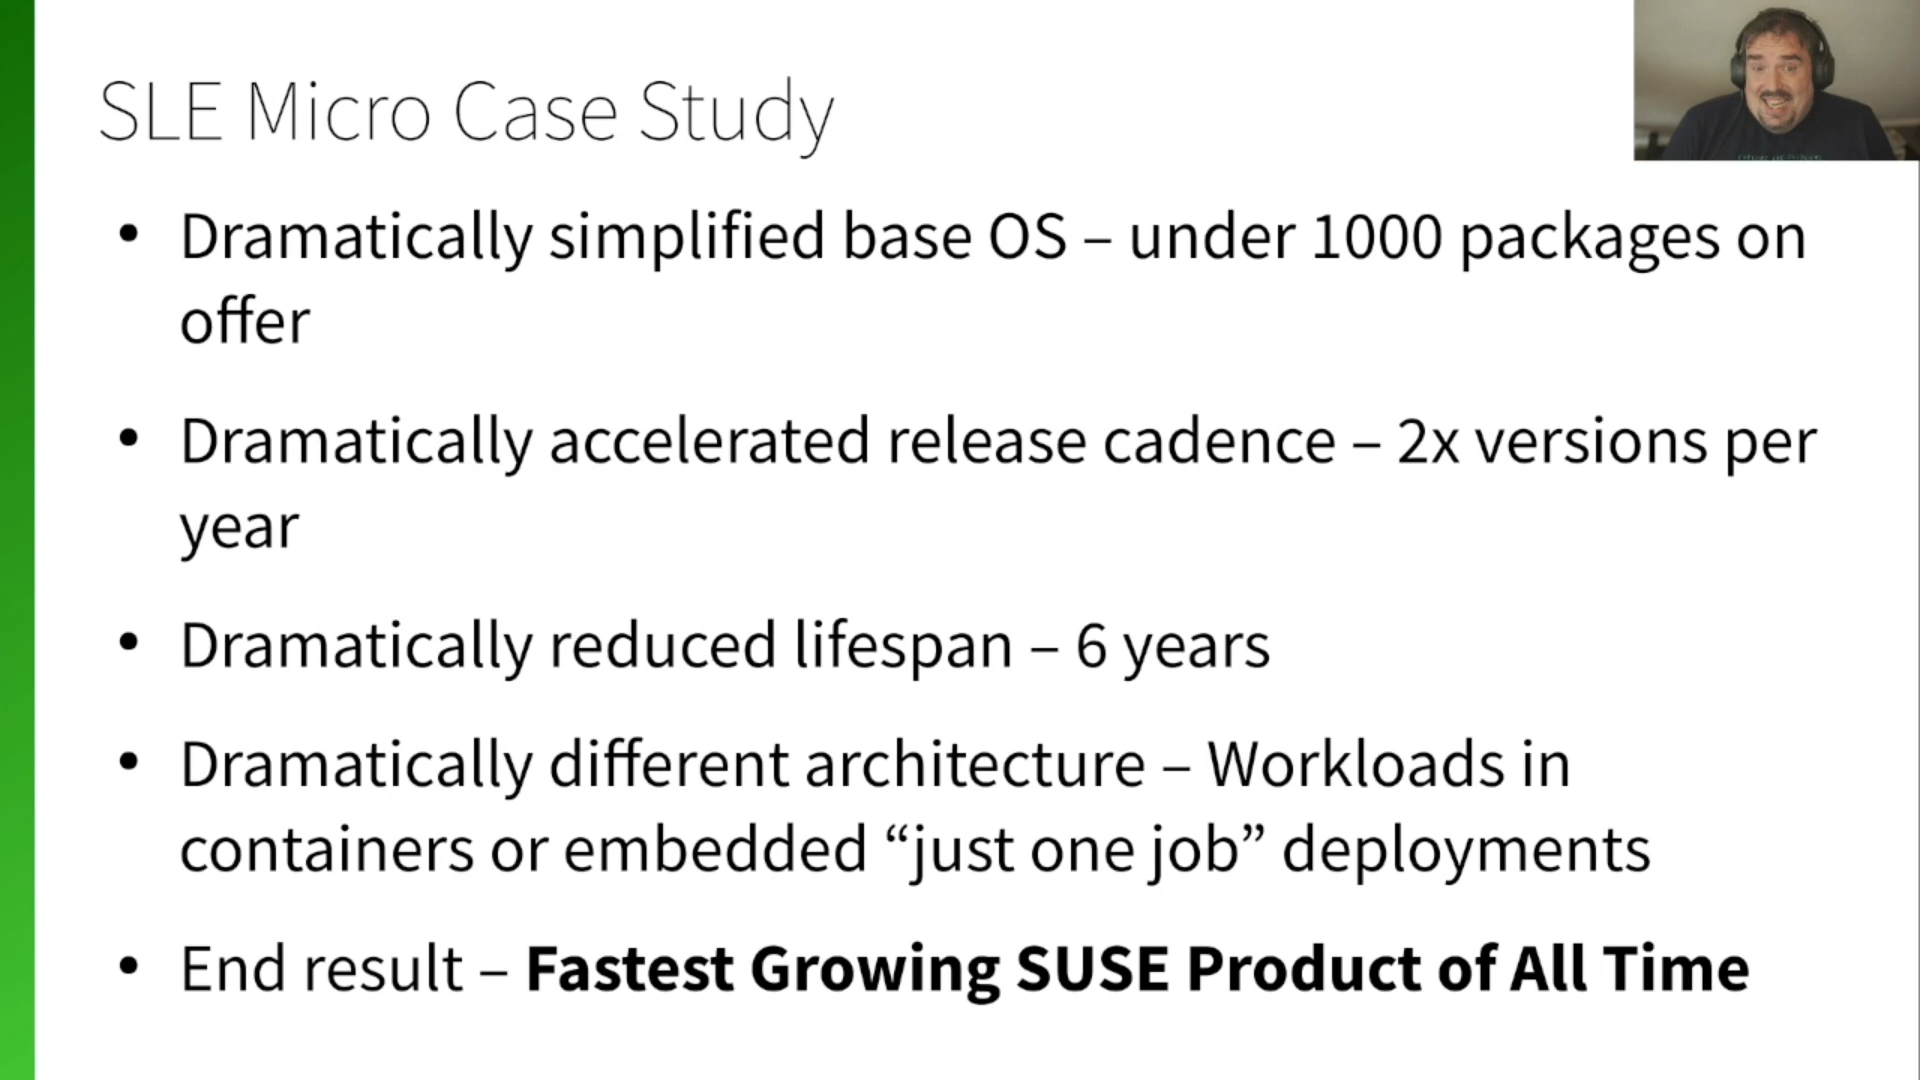 SLE Micro Case Study
• Dramatically simplified base OS – under 1000 packages on
offer
• Dramatically accelerated release cadence – 2x versions per
year
• Dramatically reduced lifespan – 6 years
• Dramatically different architecture – Workloads in
containers or embedded “just one job” deployments
• End result – Fastest Growing SUSE Product of All Time